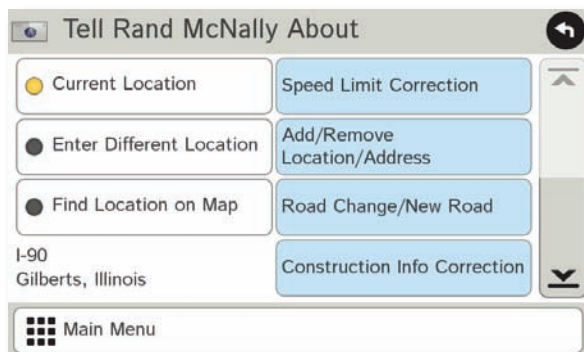 Tell Rand McNally About
Current Location
Enter Different Location
Find Location on Map
I-90
Gilberts, Illinois
Speed Limit Correction
Add/Remove
Location/Address
Road Change/New Road
Construction Info Correction
Main Menu